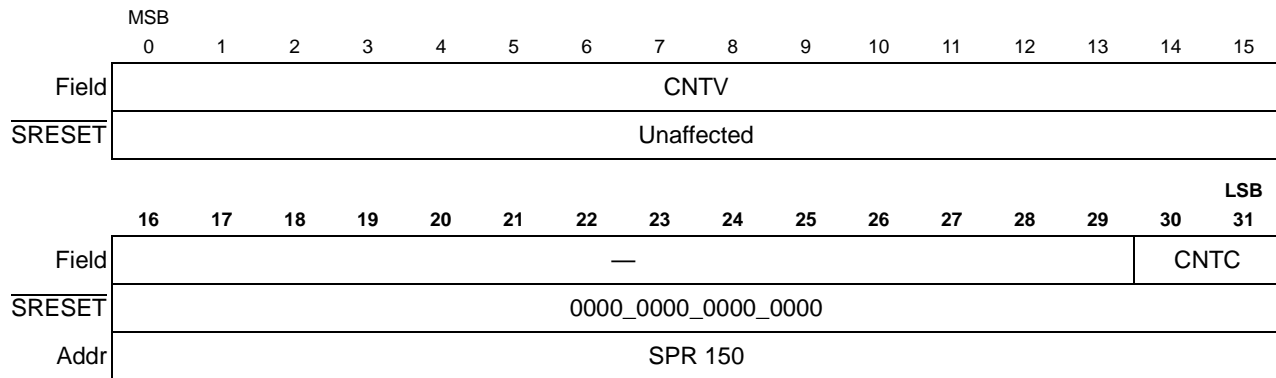 MSB
0 1 2 3 4 5 6 7 8 9 10 11 12 13 14 15
Field CNTV
SRESET Unaffected
LSB
16 17 18 19 20 21 22 23 24 25 26 27 28 29 30 31
Field — CNTC
SRESET 0000_0000_0000_0000
Addr SPR 150